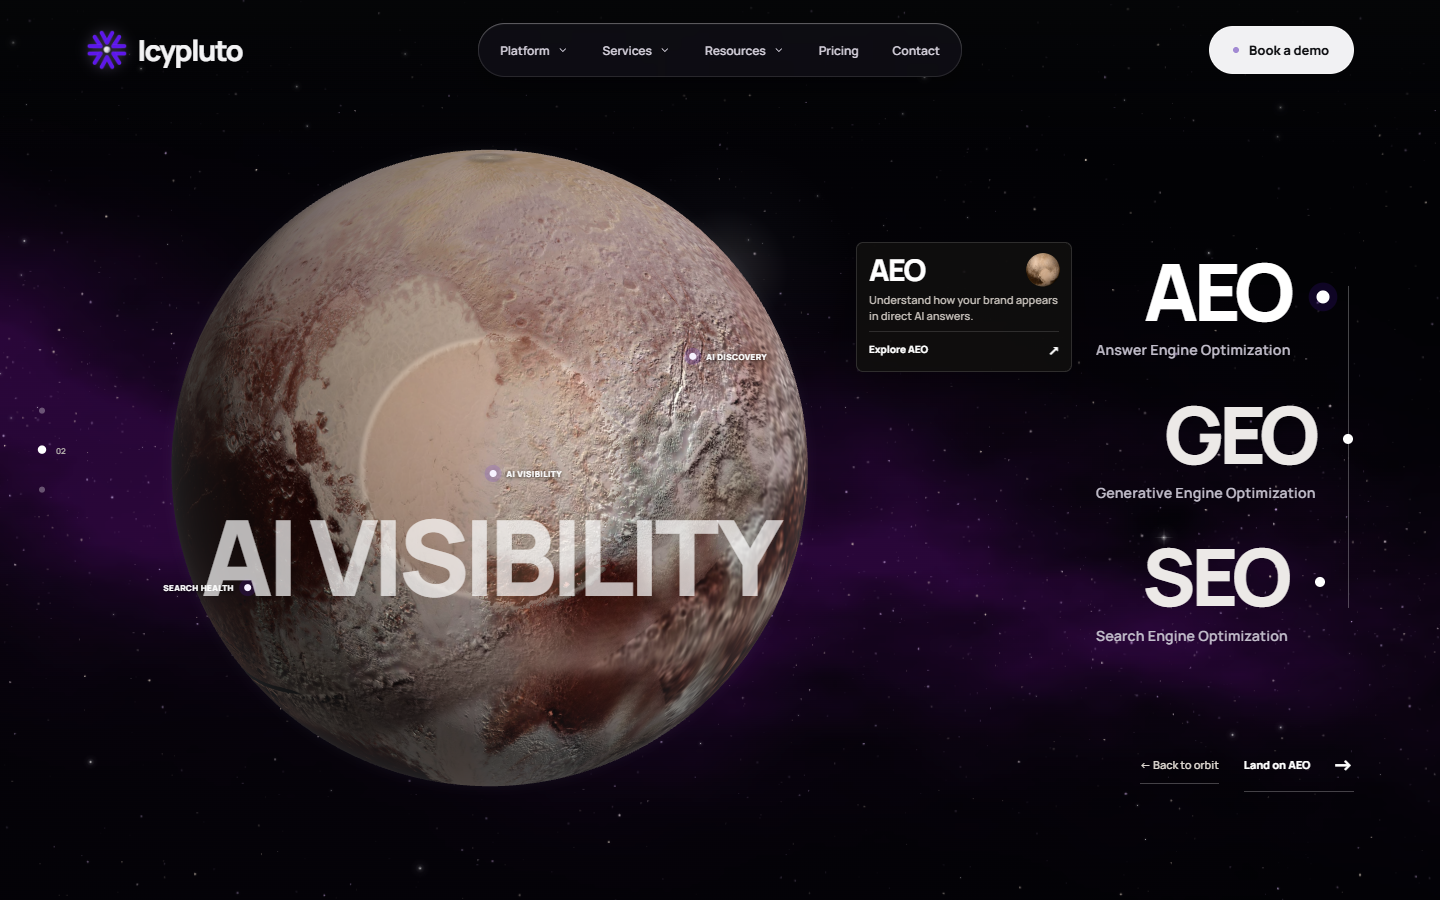 Icypluto
Platform
Services
Resources
Pricing
Contact
Book a demo
AEO
Understand how your brand appears
in direct AI answers.
Explore AEO ↗
AEO
Answer Engine Optimization
AI DISCOVERY
GEO
Generative Engine Optimization
02
AI VISIBILITY
AI VISIBILITY
SEARCH HEALTH
SEO
Search Engine Optimization
← Back to orbit
Land on AEO →